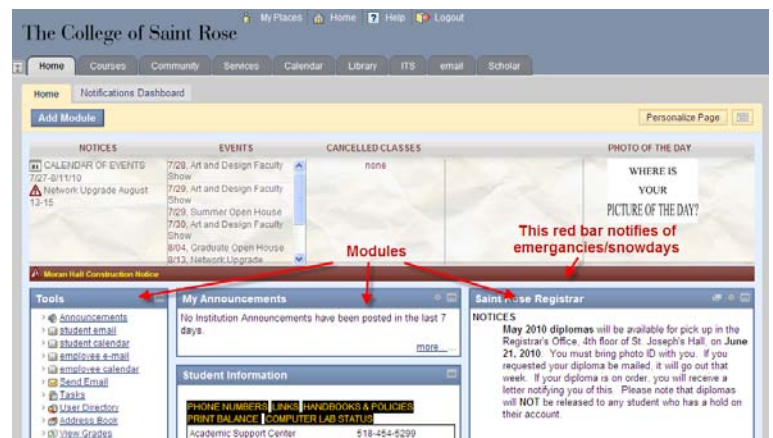 The College of Saint Rose
My Places Home Help Logout
Home Courses Community Services Calendar Library ITS email Scholar
Home Notifications Dashboard
Add Module Personalize Page
NOTICES EVENTS CANCELLED CLASSES PHOTO OF THE DAY
CALENDAR OF EVENTS
7/27-8/11/10
Network Upgrade August
13-15
7/28, Art and Design Faculty
Show
7/29, Art and Design Faculty
Show
7/29, Summer Open House
7/30, Art and Design Faculty
Show
8/04, Graduate Open House
8/13, Network Upgrade
none
WHERE IS
YOUR
PICTURE OF THE DAY?
This red bar notifies of
emergancies/snowdays
Modules
Moran Hall Construction Notice
Tools
Announcements
student email
student calendar
employee e-mail
employee calendar
Send Email
Tasks
User Directory
Address Book
View Grades
My Announcements
No Institution Announcements have been posted in the last 7
days.
more...
Student Information
PHONE NUMBERS LINKS HANDBOOKS & POLICIES
PRINT BALANCE COMPUTER LAB STATUS
Academic Support Center 518-454-5299
Saint Rose Registrar
NOTICES
May 2010 diplomas will be available for pick up in the
Registrar's Office, 4th floor of St. Joseph's Hall, on June
21, 2010. You must bring photo ID with you. If you
requested your diploma be mailed, it will go out that
week. If your diploma is on order, you will receive a
letter notifying you of this. Please note that diplomas
will NOT be released to any student who has a hold on
their account.